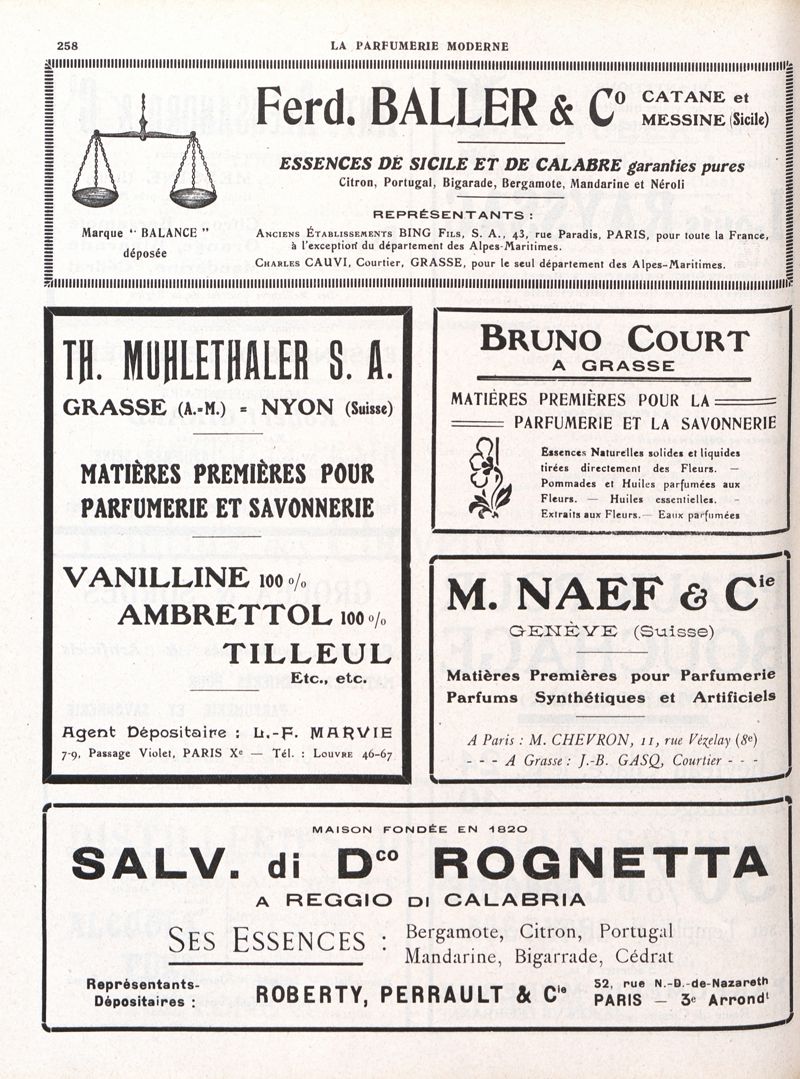 258
LA PARFUMERIE MODERNE
Ferd. BALLER & Cº
CATANE et
MESSINE (Sicile)
ESSENCES DE SICILE ET DE CALABRE garanties pures
Citron, Portugal, Bigarade, Bergamote, Mandarine et Néroli
REPRÉSENTANTS :
ANCIENS ÉTABLISSEMENTS BING FILS, S. A., 43, rue Paradis, PARIS, pour toute la France,
à l'exception du département des Alpes-Maritimes.
CHARLES CAUVI, Courtier, GRASSE, pour le seul département des Alpes-Maritimes.
Marque “ BALANCE ”
déposée
TH. MUHLETHALER S. A.
GRASSE (A.=M.) = NYON (Suisse)
MATIÈRES PREMIÈRES POUR
PARFUMERIE ET SAVONNERIE
VANILLINE 100 %
AMBRETTOL 100 %
TILLEUL
Etc., etc.
Agent Dépositaire : L.-F. MARVIE
7-9, Passage Violet, PARIS Xᵉ — Tél. : LOUVRE 46-67
BRUNO COURT
A GRASSE
MATIÈRES PREMIÈRES POUR LA
PARFUMERIE ET LA SAVONNERIE
Essences Naturelles solides et liquides
tirées directement des Fleurs. —
Pommades et Huiles parfumées aux
Fleurs. — Huiles essentielles. -
Extraits aux Fleurs. — Eaux parfumées
M. NAEF & Cⁱᵉ
GENÈVE (Suisse)
Matières Premières pour Parfumerie
Parfums Synthétiques et Artificiels
A Paris : M. CHEVRON, 11, rue Vézelay (8ᵉ)
- - - A Grasse : J.-B. GASQ, Courtier - - -
MAISON FONDÉE EN 1820
SALV. di Dᶜᵒ ROGNETTA
A REGGIO DI CALABRIA
SES ESSENCES :
Bergamote, Citron, Portugal
Mandarine, Bigarrade, Cédrat
Représentants-
Dépositaires :
ROBERTY, PERRAULT & Cⁱᵉ
52, rue N.-D.-de-Nazareth
PARIS — 3ᵉ Arrondᵗ